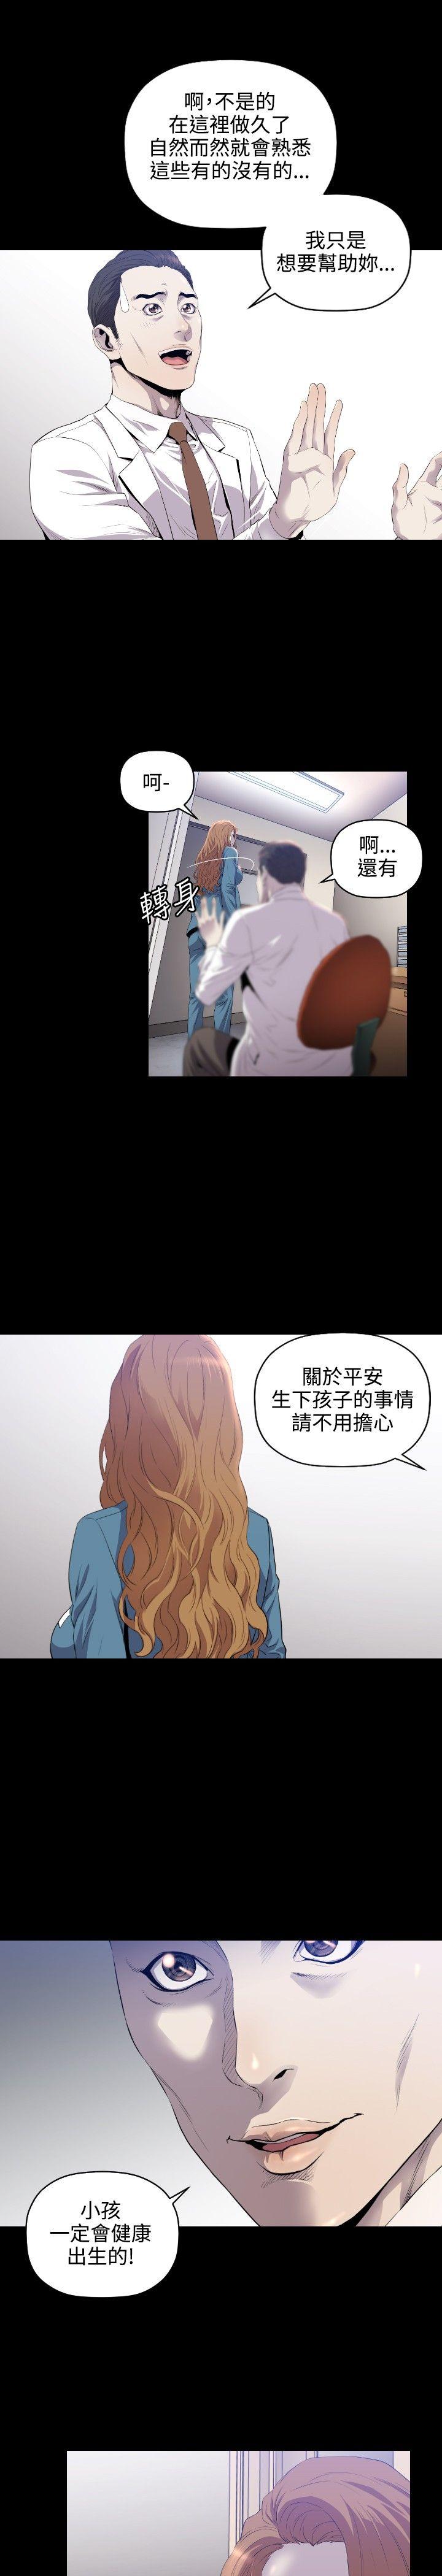 啊，不是的
在這裡做久了
自然而然就會熟悉
這些有的沒有的...
我只是
想要幫助妳...
呵-
啊...
還有
轉身
關於平安
生下孩子的事情
請不用擔心
小孩
一定會健康
出生的!